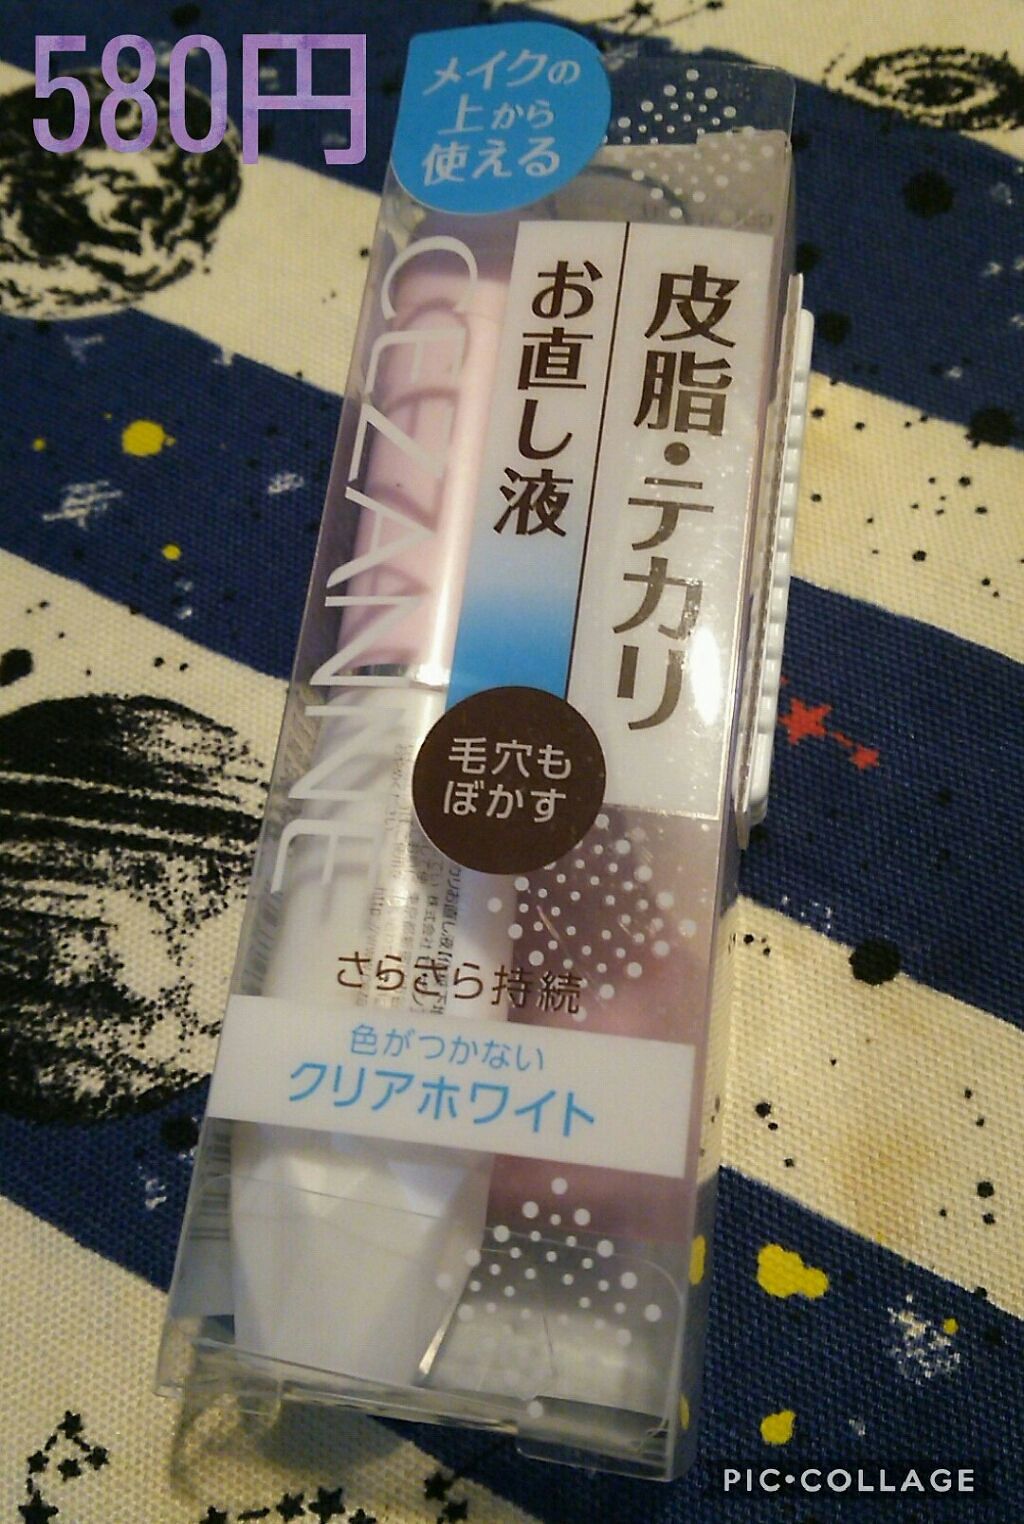 580円
メイクの
上から
使える
CEZANNE
皮脂・テカリ
お直し液
毛穴も
ぼかす
さらさら持続
色がつかない
クリアホワイト
PIC•COLLAGE